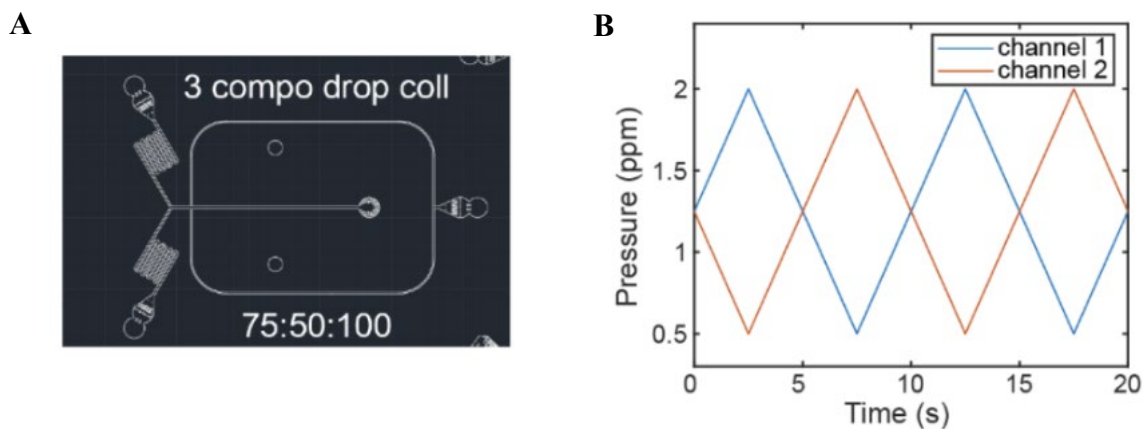 A
3 compo drop coll
75:50:100
B
channel 1
channel 2
Pressure (ppm)
2
1.5
1
0.5
0
5
10
15
20
Time (s)